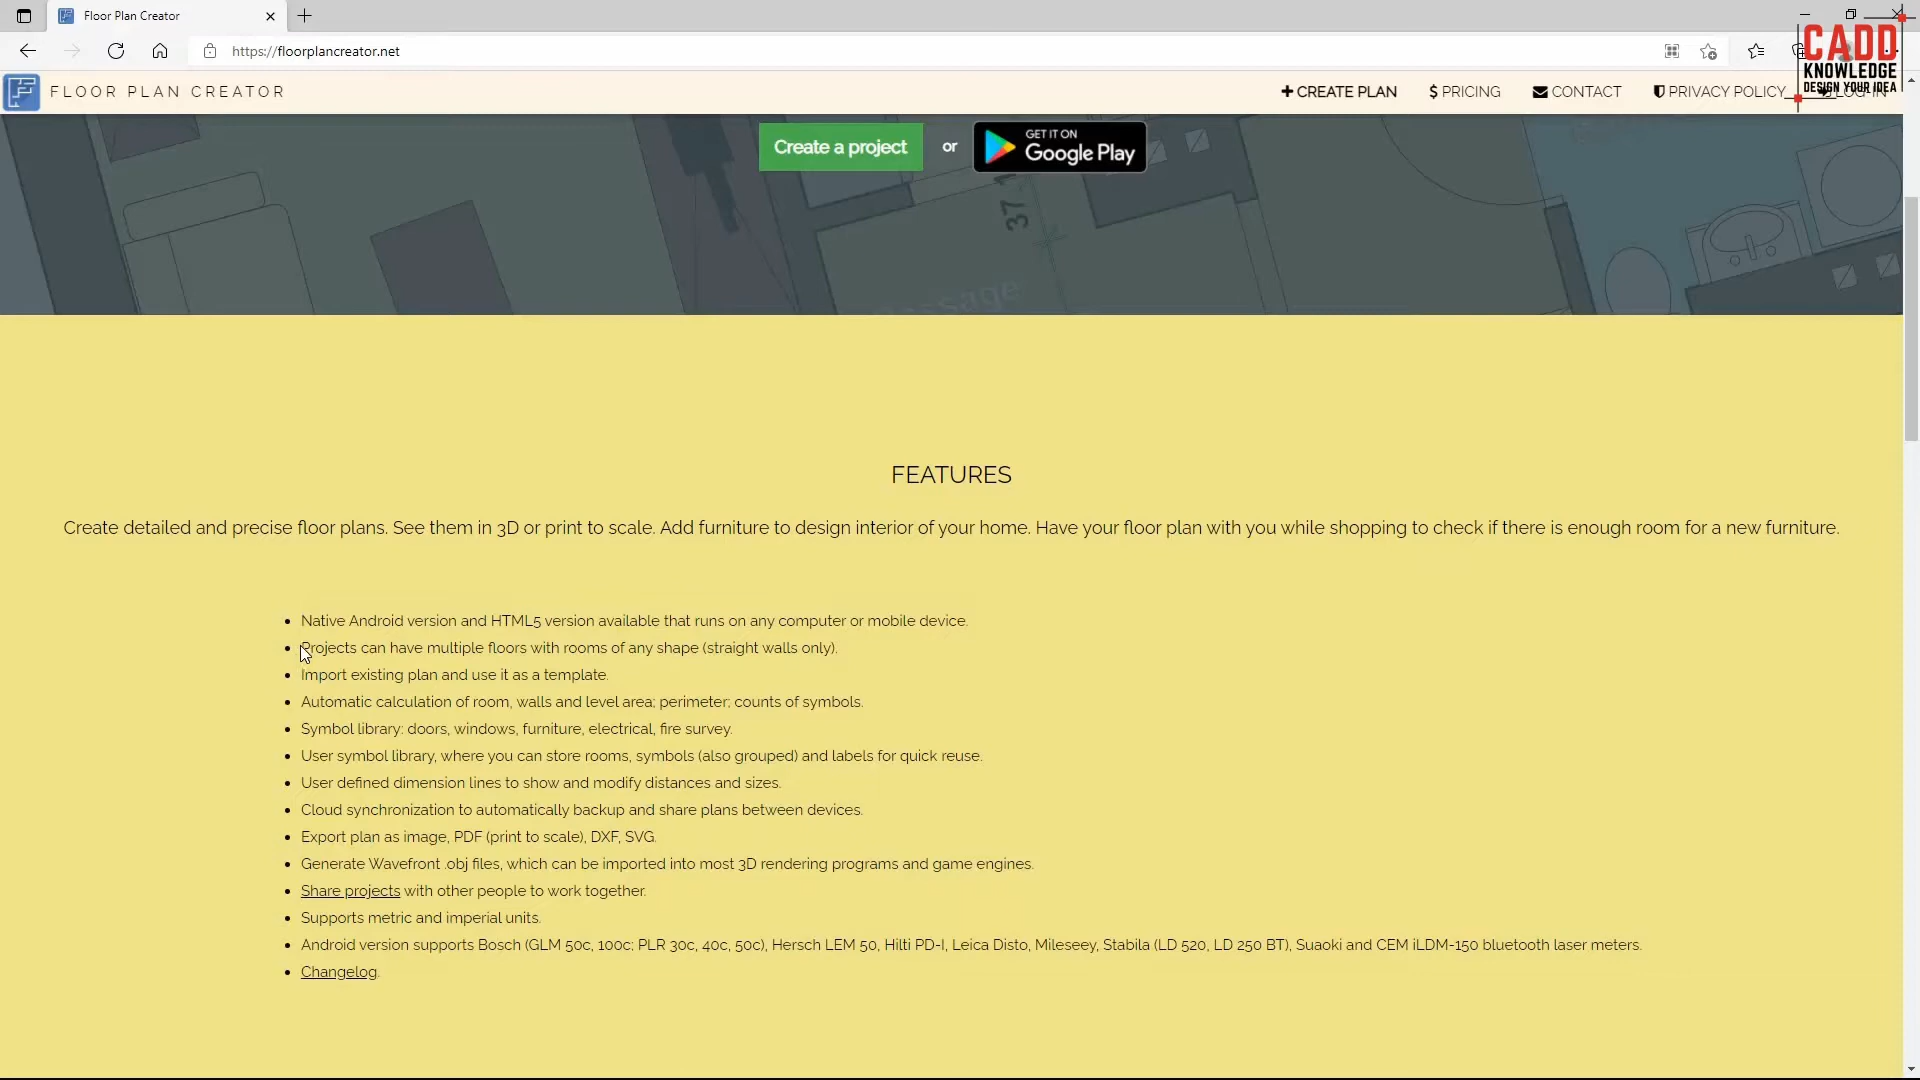 Floor Plan Creator
https://floorplancreator.net
CADD
KNOWLEDGE
DESIGN YOUR IDEA
FLOOR PLAN CREATOR
CREATE PLAN
$ PRICING
CONTACT
PRIVACY POLICY
LOG-IN
Create a project
or
GET IT ON
Google Play
37
FEATURES
Create detailed and precise floor plans. See them in 3D or print to scale. Add furniture to design interior of your home. Have your floor plan with you while shopping to check if there is enough room for a new furniture.
Native Android version and HTML5 version available that runs on any computer or mobile device.
Projects can have multiple floors with rooms of any shape (straight walls only).
Import existing plan and use it as a template.
Automatic calculation of room, walls and level area; perimeter; counts of symbols.
Symbol library: doors, windows, furniture, electrical, fire survey.
User symbol library, where you can store rooms, symbols (also grouped) and labels for quick reuse.
User defined dimension lines to show and modify distances and sizes.
Cloud synchronization to automatically backup and share plans between devices.
Export plan as image, PDF (print to scale), DXF, SVG.
Generate Wavefront .obj files, which can be imported into most 3D rendering programs and game engines.
Share projects with other people to work together.
Supports metric and imperial units.
Android version supports Bosch (GLM 50c, 100c; PLR 30c, 40c, 50c), Hersch LEM 50, Hilti PD-I, Leica Disto, Mileseey, Stabila (LD 520, LD 250 BT), Suaoki and CEM iLDM-150 bluetooth laser meters.
Changelog.